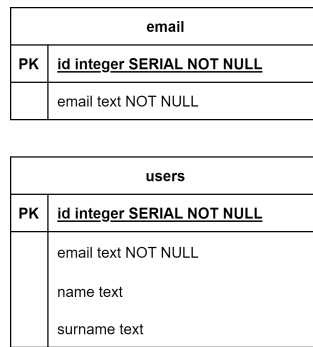 email
PK id integer SERIAL NOT NULL
email text NOT NULL
users
PK id integer SERIAL NOT NULL
email text NOT NULL
name text
surname text